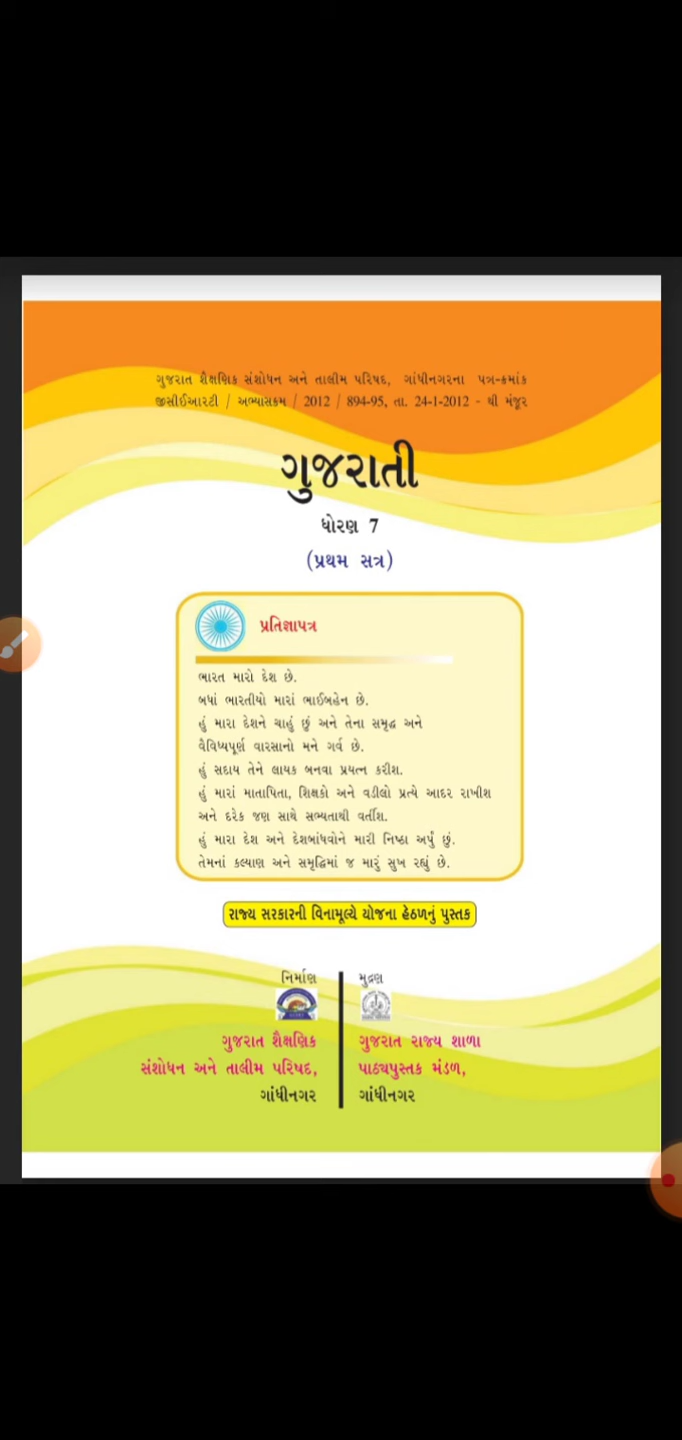 ગુજરાત શૈક્ષણિક સંશોધન અને તાલીમ પરિષદ, ગાંધીનગરના પત્ર-ક્રમાંક
જીસીઈઆરટી / અભ્યાસક્રમ / 2012 / 894-95, તા. 24-1-2012 - થી મંજૂર
ગુજરાતી
ધોરણ 7
(પ્રથમ સત્ર)
પ્રતિજ્ઞાપત્ર
ભારત મારો દેશ છે.
બધાં ભારતીયો મારાં ભાઈબહેન છે.
હું મારા દેશને ચાહું છું અને તેના સમૃદ્ધ અને
વૈવિધ્યપૂર્ણ વારસાનો મને ગર્વ છે.
હું સદાય તેને લાયક બનવા પ્રયત્ન કરીશ.
હું મારાં માતાપિતા, શિક્ષકો અને વડીલો પ્રત્યે આદર રાખીશ
અને દરેક જણ સાથે સભ્યતાથી વર્તીશ.
હું મારા દેશ અને દેશબાંધવોને મારી નિષ્ઠા અર્પું છું.
તેમનાં કલ્યાણ અને સમૃદ્ધિમાં જ મારું સુખ રહ્યું છે.
રાજ્ય સરકારની વિનામૂલ્યે યોજના હેઠળનું પુસ્તક
નિર્માણ
ગુજરાત શૈક્ષણિક
સંશોધન અને તાલીમ પરિષદ,
ગાંધીનગર
મુદ્રણ
ગુજરાત રાજ્ય શાળા
પાઠ્યપુસ્તક મંડળ,
ગાંધીનગર